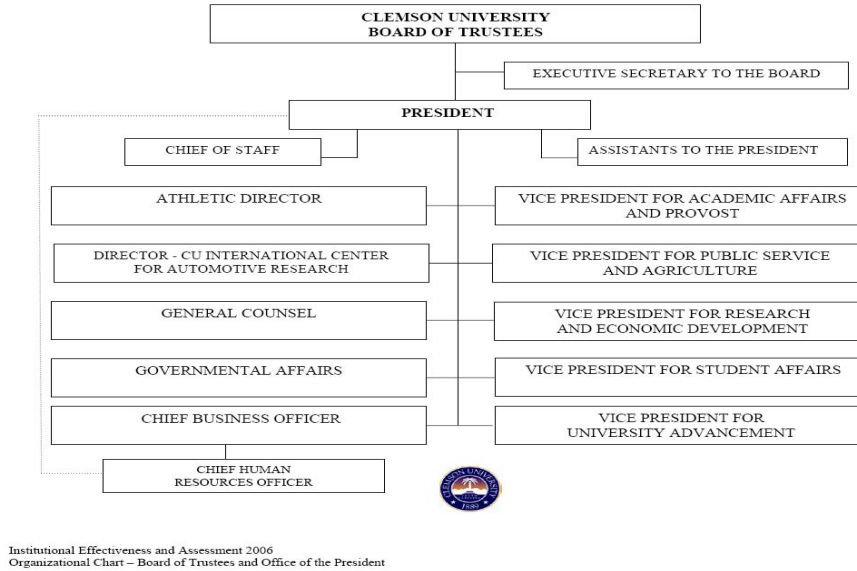 CLEMSON UNIVERSITY
BOARD OF TRUSTEES
EXECUTIVE SECRETARY TO THE BOARD
PRESIDENT
CHIEF OF STAFF
ASSISTANTS TO THE PRESIDENT
ATHLETIC DIRECTOR
VICE PRESIDENT FOR ACADEMIC AFFAIRS
AND PROVOST
DIRECTOR - CU INTERNATIONAL CENTER
FOR AUTOMOTIVE RESEARCH
VICE PRESIDENT FOR PUBLIC SERVICE
AND AGRICULTURE
GENERAL COUNSEL
VICE PRESIDENT FOR RESEARCH
AND ECONOMIC DEVELOPMENT
GOVERNMENTAL AFFAIRS
VICE PRESIDENT FOR STUDENT AFFAIRS
CHIEF BUSINESS OFFICER
VICE PRESIDENT FOR
UNIVERSITY ADVANCEMENT
CHIEF HUMAN
RESOURCES OFFICER
CLEMSON UNIVERSITY
1889
Institutional Effectiveness and Assessment 2006
Organizational Chart – Board of Trustees and Office of the President